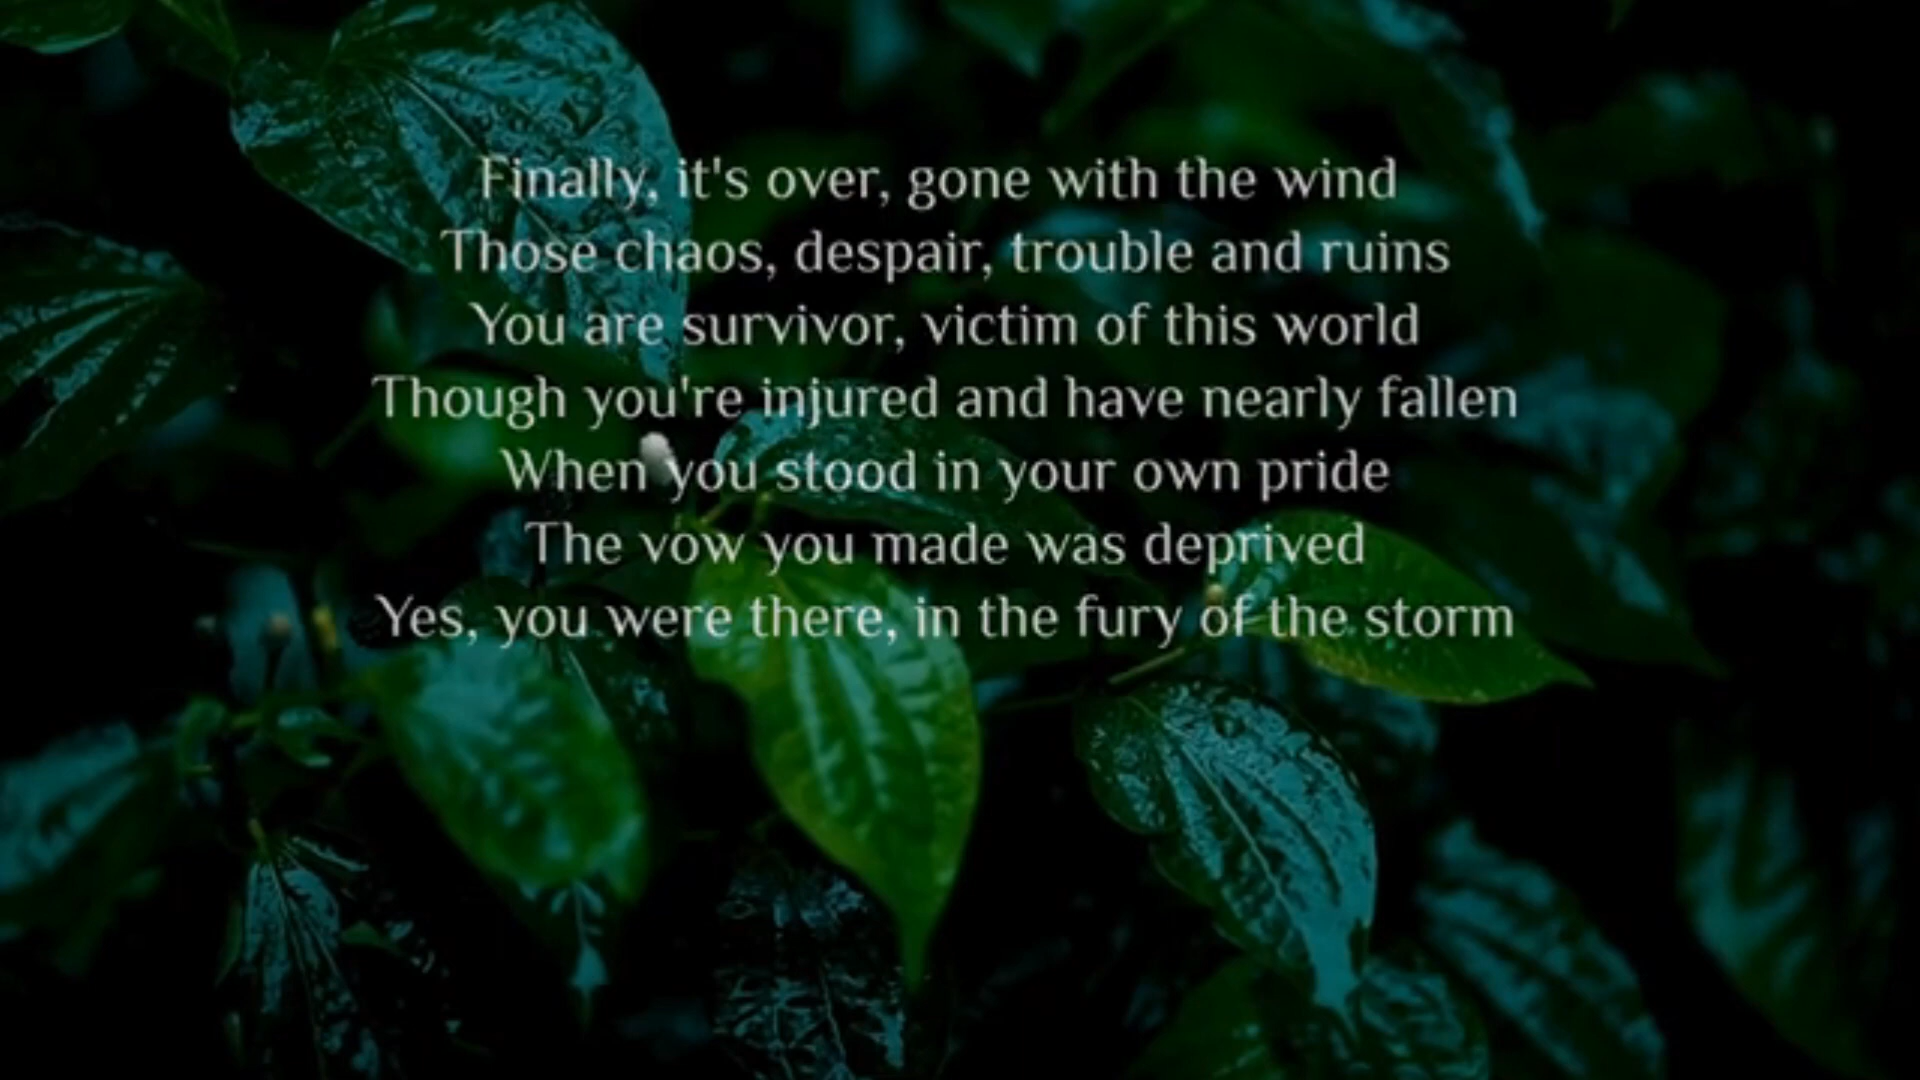 Finally, it's over, gone with the wind
Those chaos, despair, trouble and ruins
You are survivor, victim of this world
Though you're injured and have nearly fallen
When you stood in your own pride
The vow you made was deprived
Yes, you were there, in the fury of the storm